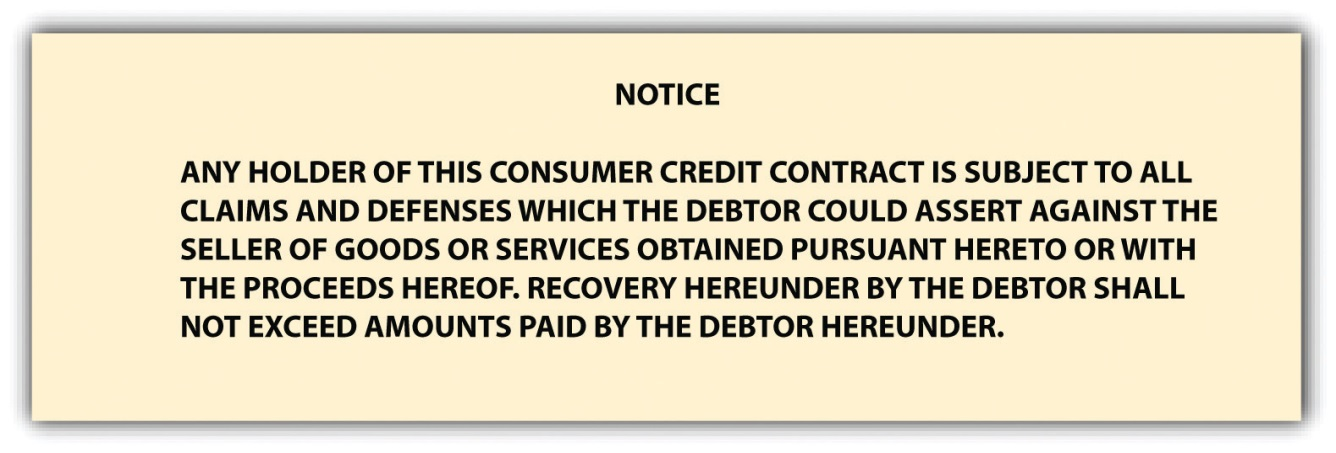 NOTICE
ANY HOLDER OF THIS CONSUMER CREDIT CONTRACT IS SUBJECT TO ALL
CLAIMS AND DEFENSES WHICH THE DEBTOR COULD ASSERT AGAINST THE
SELLER OF GOODS OR SERVICES OBTAINED PURSUANT HERETO OR WITH
THE PROCEEDS HEREOF. RECOVERY HEREUNDER BY THE DEBTOR SHALL
NOT EXCEED AMOUNTS PAID BY THE DEBTOR HEREUNDER.